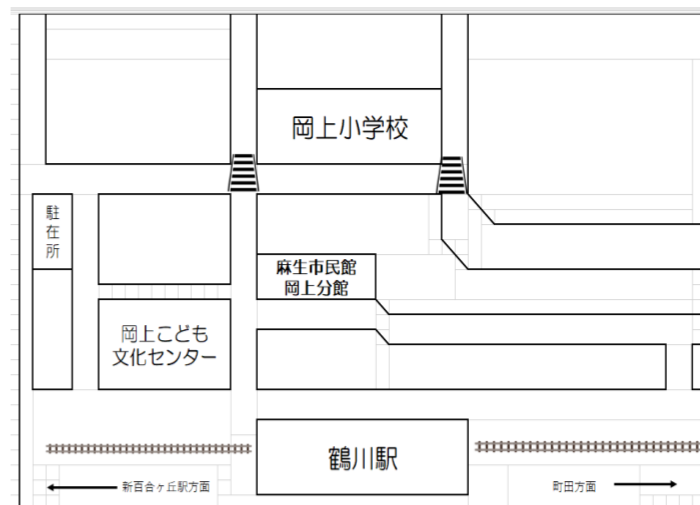 岡上小学校
駐在所
麻生市民館
岡上分館
岡上こども
文化センター
鶴川駅
新百合ヶ丘駅方面
町田方面